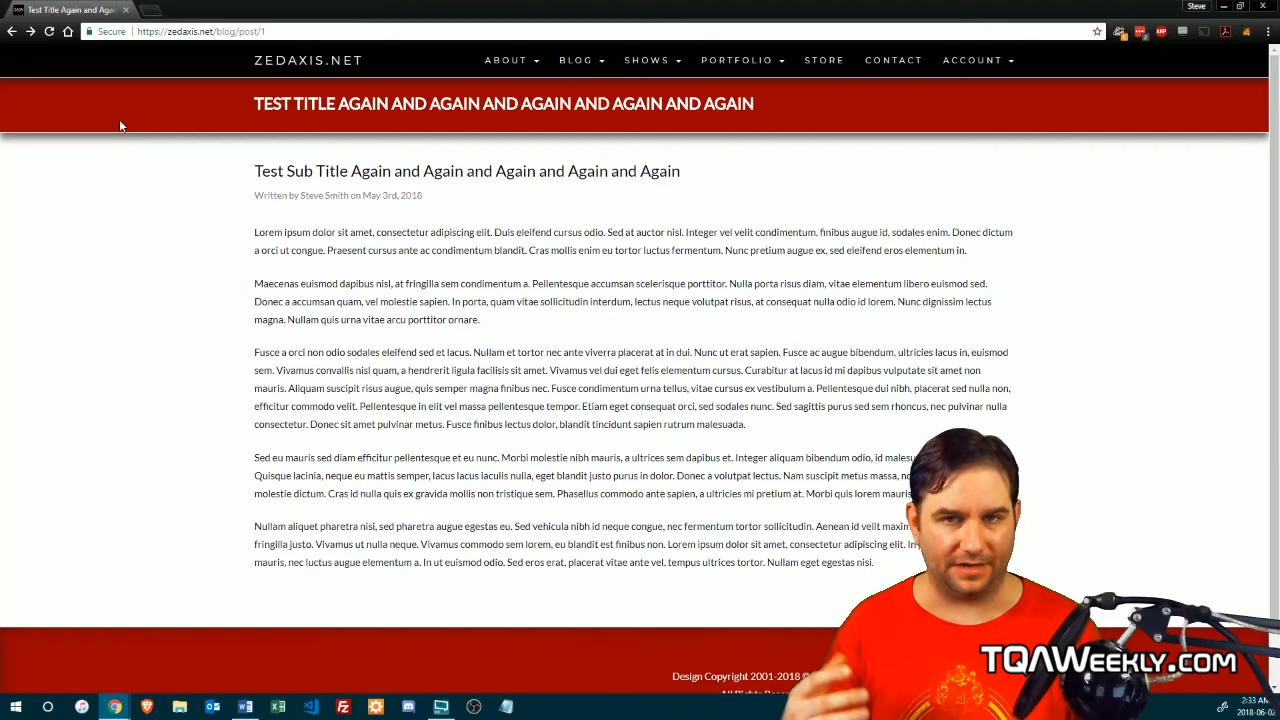 Test Title Again and Aga
Steve
Secure
https://zedaxis.net/blog/post/1
ZEDAXIS.NET
ABOUT
BLOG
SHOWS
PORTFOLIO
STORE
CONTACT
ACCOUNT
TEST TITLE AGAIN AND AGAIN AND AGAIN AND AGAIN AND AGAIN
Test Sub Title Again and Again and Again and Again and Again
Written by Steve Smith on May 3rd, 2018
Lorem ipsum dolor sit amet, consectetur adipiscing elit. Duis eleifend cursus odio. Sed at auctor nisl. Integer vel velit condimentum, finibus augue id, sodales enim. Donec dictum
a orci ut congue. Praesent cursus ante ac condimentum blandit. Cras mollis enim eu tortor luctus fermentum. Nunc pretium augue ex, sed eleifend eros elementum in.
Maecenas euismod dapibus nisl, at fringilla sem condimentum a. Pellentesque accumsan scelerisque porttitor. Nulla porta risus diam, vitae elementum libero euismod sed.
Donec a accumsan quam, vel molestie sapien. In porta, quam vitae sollicitudin interdum, lectus neque volutpat risus, at consequat nulla odio id lorem. Nunc dignissim lectus
magna. Nullam quis urna vitae arcu porttitor ornare.
Fusce a orci non odio sodales eleifend sed et lacus. Nullam et tortor nec ante viverra placerat at in dui. Nunc ut erat sapien. Fusce ac augue bibendum, ultricies lacus in, euismod
sem. Vivamus convallis nisl quam, a hendrerit ligula facilisis sit amet. Vivamus vel dui eget felis elementum cursus. Curabitur at lacus id mi dapibus vulputate sit amet non
mauris. Aliquam suscipit risus augue, quis semper magna finibus nec. Fusce condimentum urna tellus, vitae cursus ex vestibulum a. Pellentesque dui nibh, placerat sed nulla non,
efficitur commodo velit. Pellentesque in elit vel massa pellentesque tempor. Etiam eget consequat orci, sed sodales nunc. Sed sagittis purus sed sem rhoncus, nec pulvinar nulla
consectetur. Donec sit amet pulvinar metus. Fusce finibus lectus dolor, blandit tincidunt sapien rutrum malesuada.
Sed eu mauris sed diam efficitur pellentesque et eu nunc. Morbi molestie nibh mauris, a ultrices sem dapibus et. Integer aliquam bibendum odio, id malesu
Quisque lacinia, neque eu mattis semper, lacus lacus iaculis nulla, eget blandit justo purus in dolor. Donec a volutpat lectus. Nam suscipit metus massa, no
molestie dictum. Cras id nulla quis ex gravida mollis non tristique sem. Phasellus commodo ante sapien, a ultricies mi pretium at. Morbi quis lorem mauris
Nullam aliquet pharetra nisi, sed pharetra augue egestas eu. Sed vehicula nibh id neque congue, nec fermentum tortor sollicitudin. Aenean id velit maxim
fringilla justo. Vivamus ut nulla neque. Vivamus commodo sem lorem, eu blandit est finibus non. Lorem ipsum dolor sit amet, consectetur adipiscing elit. In
mauris, nec luctus augue elementum a. In ut euismod odio. Sed eros erat, placerat vitae ante vel, tempus ultrices tortor. Nullam eget egestas nisi.
Design Copyright 2001-2018 ©
All Rights Reser
TQAWEEKLY.COM
2:33 AM
2018-06-02